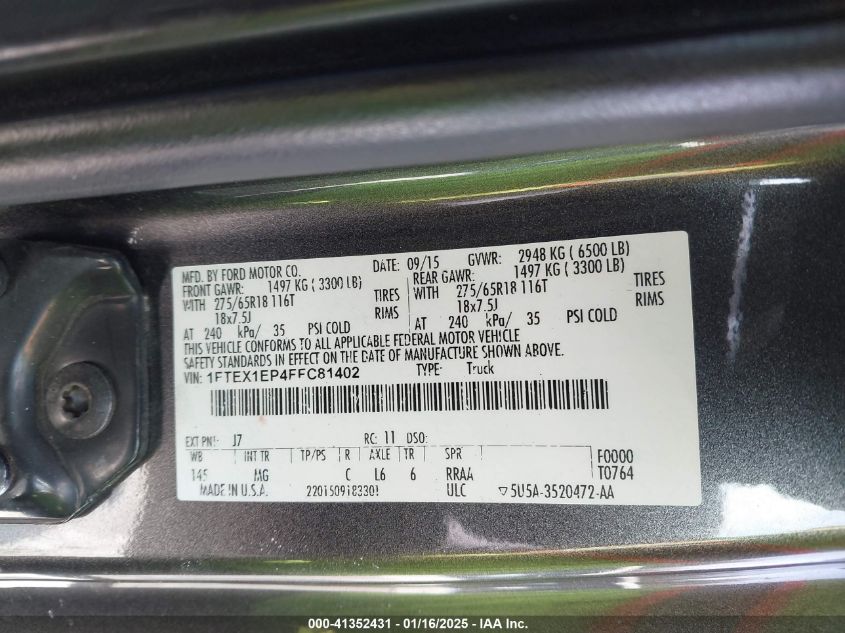 MFD. BY FORD MOTOR CO. DATE: 09/15 GVWR: 2948 KG ( 6500 LB)
FRONT GAWR: 1497 KG ( 3300 LB) REAR GAWR: 1497 KG ( 3300 LB)
WITH 275/65R18 116T TIRES WITH 275/65R18 116T TIRES
18x7.5J RIMS 18x7.5J RIMS
AT 240 kPa/ 35 PSI COLD AT 240 kPa/ 35 PSI COLD
THIS VEHICLE CONFORMS TO ALL APPLICABLE FEDERAL MOTOR VEHICLE
SAFETY STANDARDS IN EFFECT ON THE DATE OF MANUFACTURE SHOWN ABOVE.
VIN: 1FTEX1EP4FFC81402 TYPE: Truck
EXT PNT: J7 RC: 11 DSO:
WB INT TR TP/PS R AXLE TR SPR F0000
145 MG C L6 6 RRAA T0764
MADE IN U.S.A. 2201509183301 ULC ▽5U5A-3520472-AA
000-41352431 - 01/16/2025 - IAA Inc.